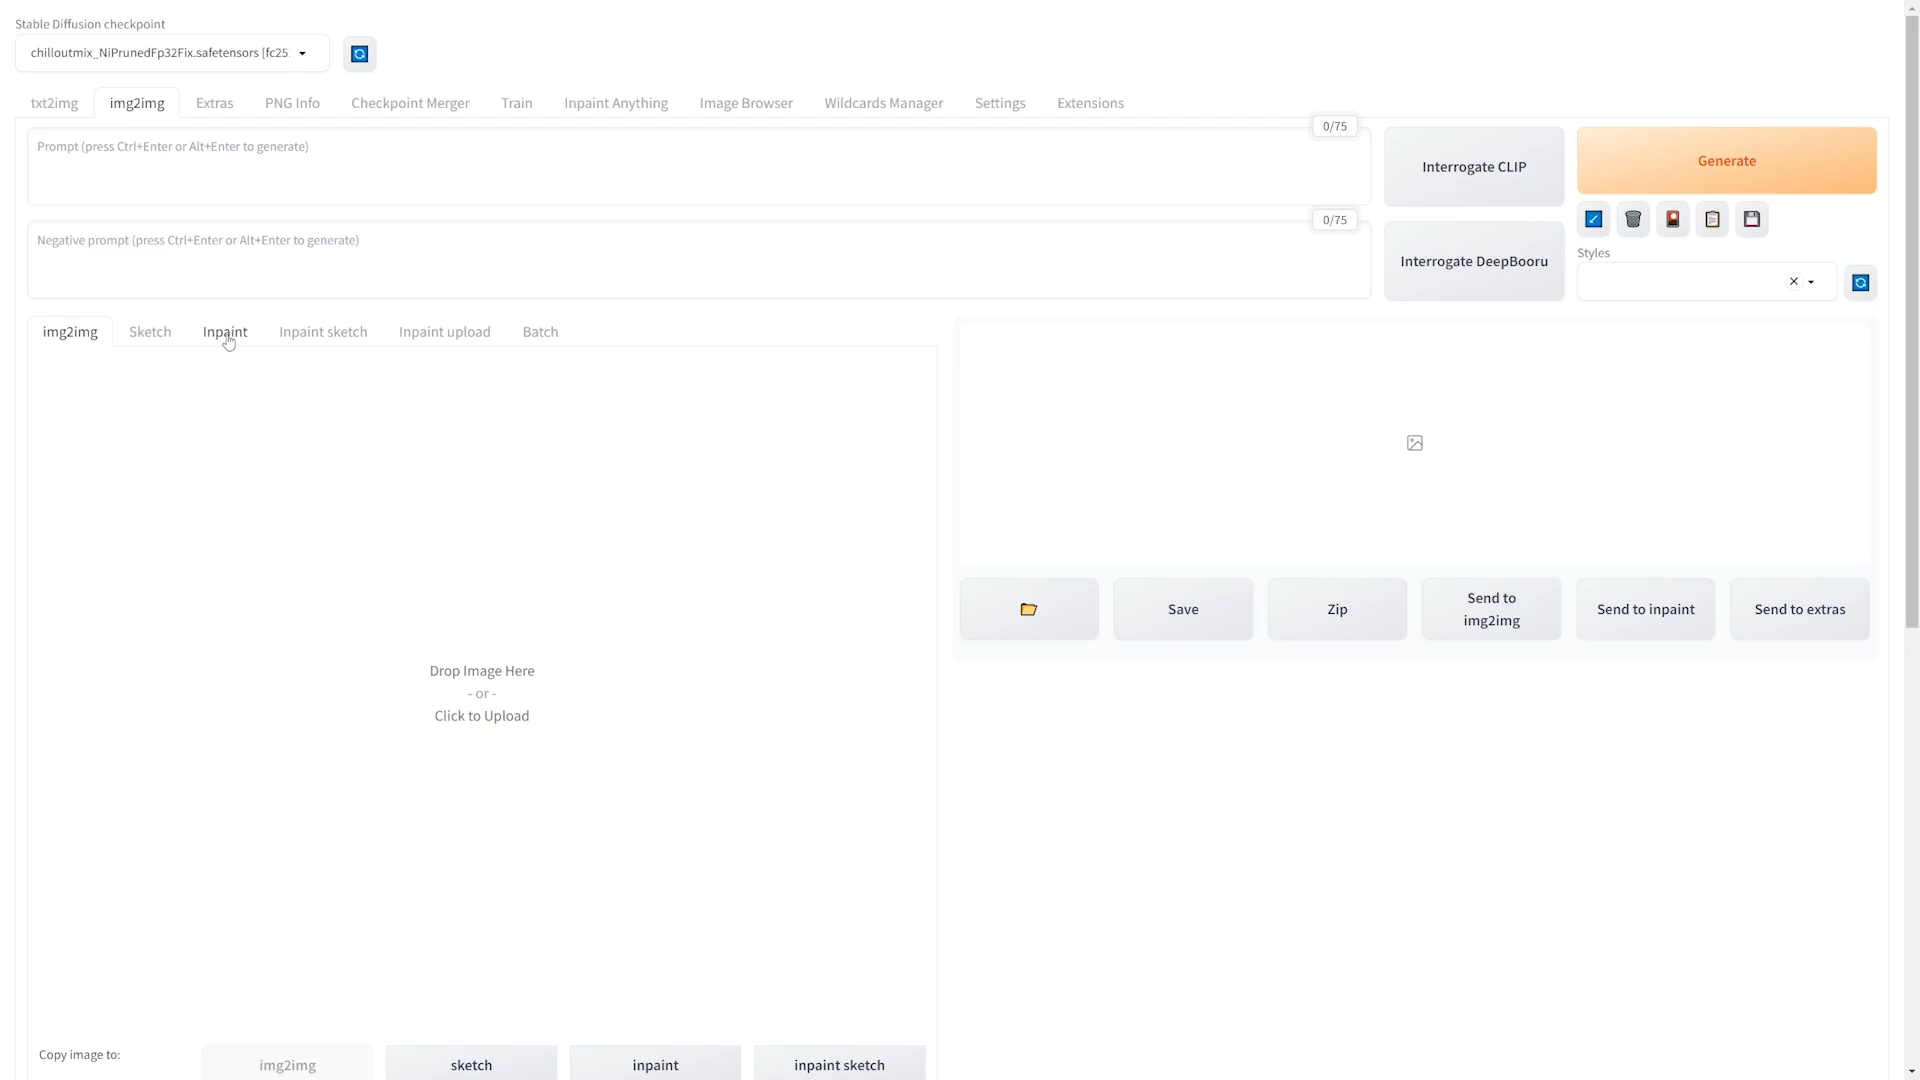 Stable Diffusion checkpoint
chilloutmix_NiPrunedFp32Fix.safetensors [fc25.
txt2img img2img Extras PNG Info Checkpoint Merger Train Inpaint Anything Image Browser Wildcards Manager Settings Extensions
0/75
Prompt (press Ctrl+Enter or Alt+Enter to generate)
Interrogate CLIP
Generate
0/75
Negative prompt (press Ctrl+Enter or Alt+Enter to generate)
Interrogate DeepBooru
Styles
img2img Sketch Inpaint Inpaint sketch Inpaint upload Batch
Drop Image Here
- or -
Click to Upload
Save
Zip
Send to
img2img
Send to inpaint
Send to extras
Copy image to:
img2img
sketch
inpaint
inpaint sketch